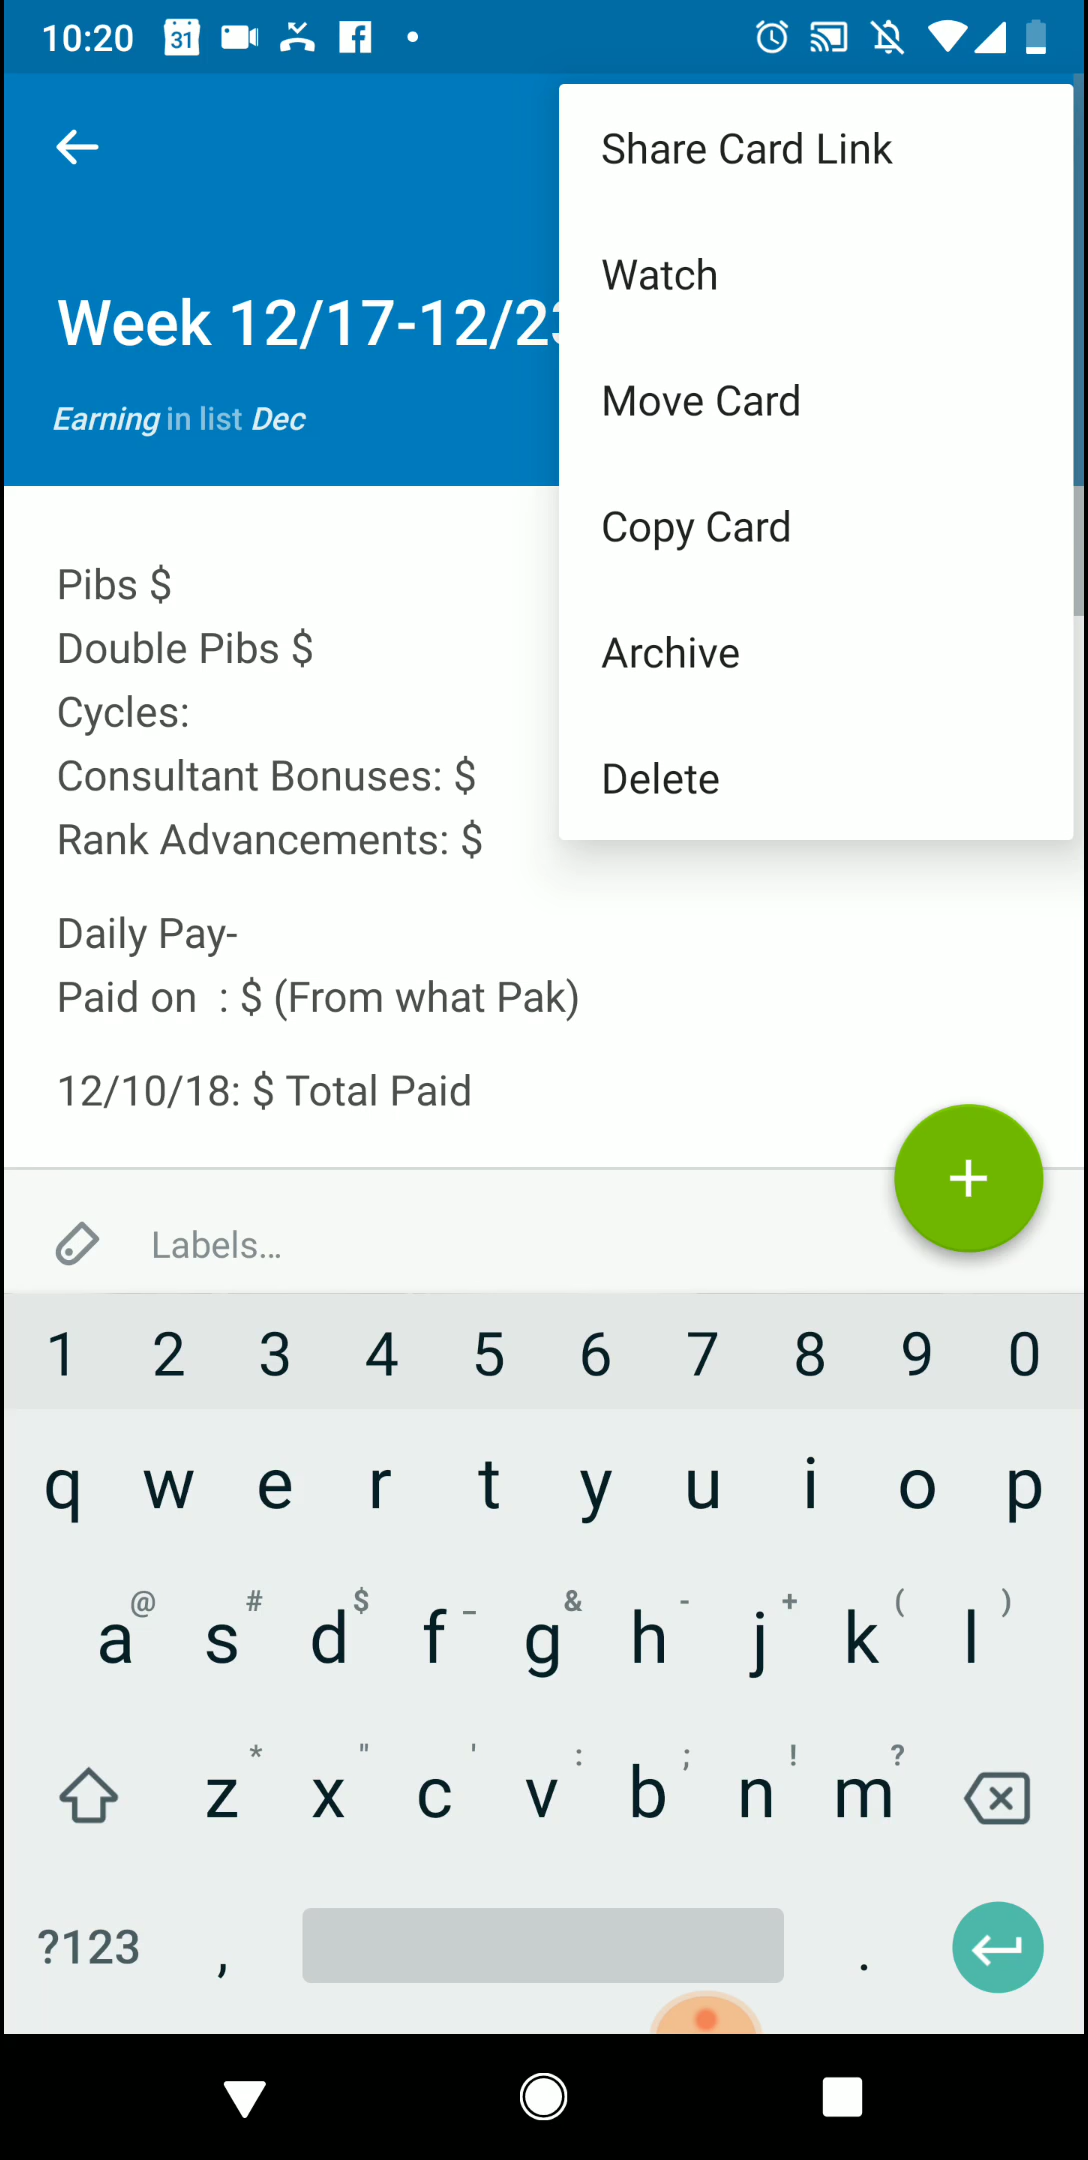 10:20
31
Share Card Link
Watch
Week 12/17-12/23
Move Card
Earning in list Dec
Copy Card
Pibs $
Double Pibs $
Archive
Cycles:
Consultant Bonuses: $
Delete
Rank Advancements: $
Daily Pay-
Paid on : $ (From what Pak)
12/10/18: $ Total Paid
+
Labels...
1 2 3 4 5 6 7 8 9 0
q w e r t y u i o p
@ # $ _ & - + ( )
a s d f g h j k l
* " ' : ; ! ?
z x c v b n m
?123 , .